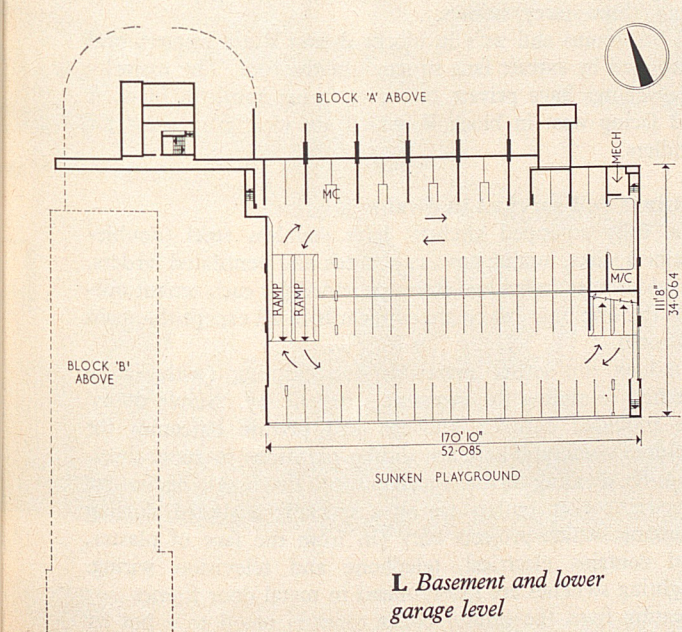 BLOCK 'A' ABOVE
MECH
MC
M/C
RAMP
RAMP
111'8"
34·064
BLOCK 'B'
ABOVE
170' 10"
52·085
SUNKEN PLAYGROUND
L Basement and lower
garage level